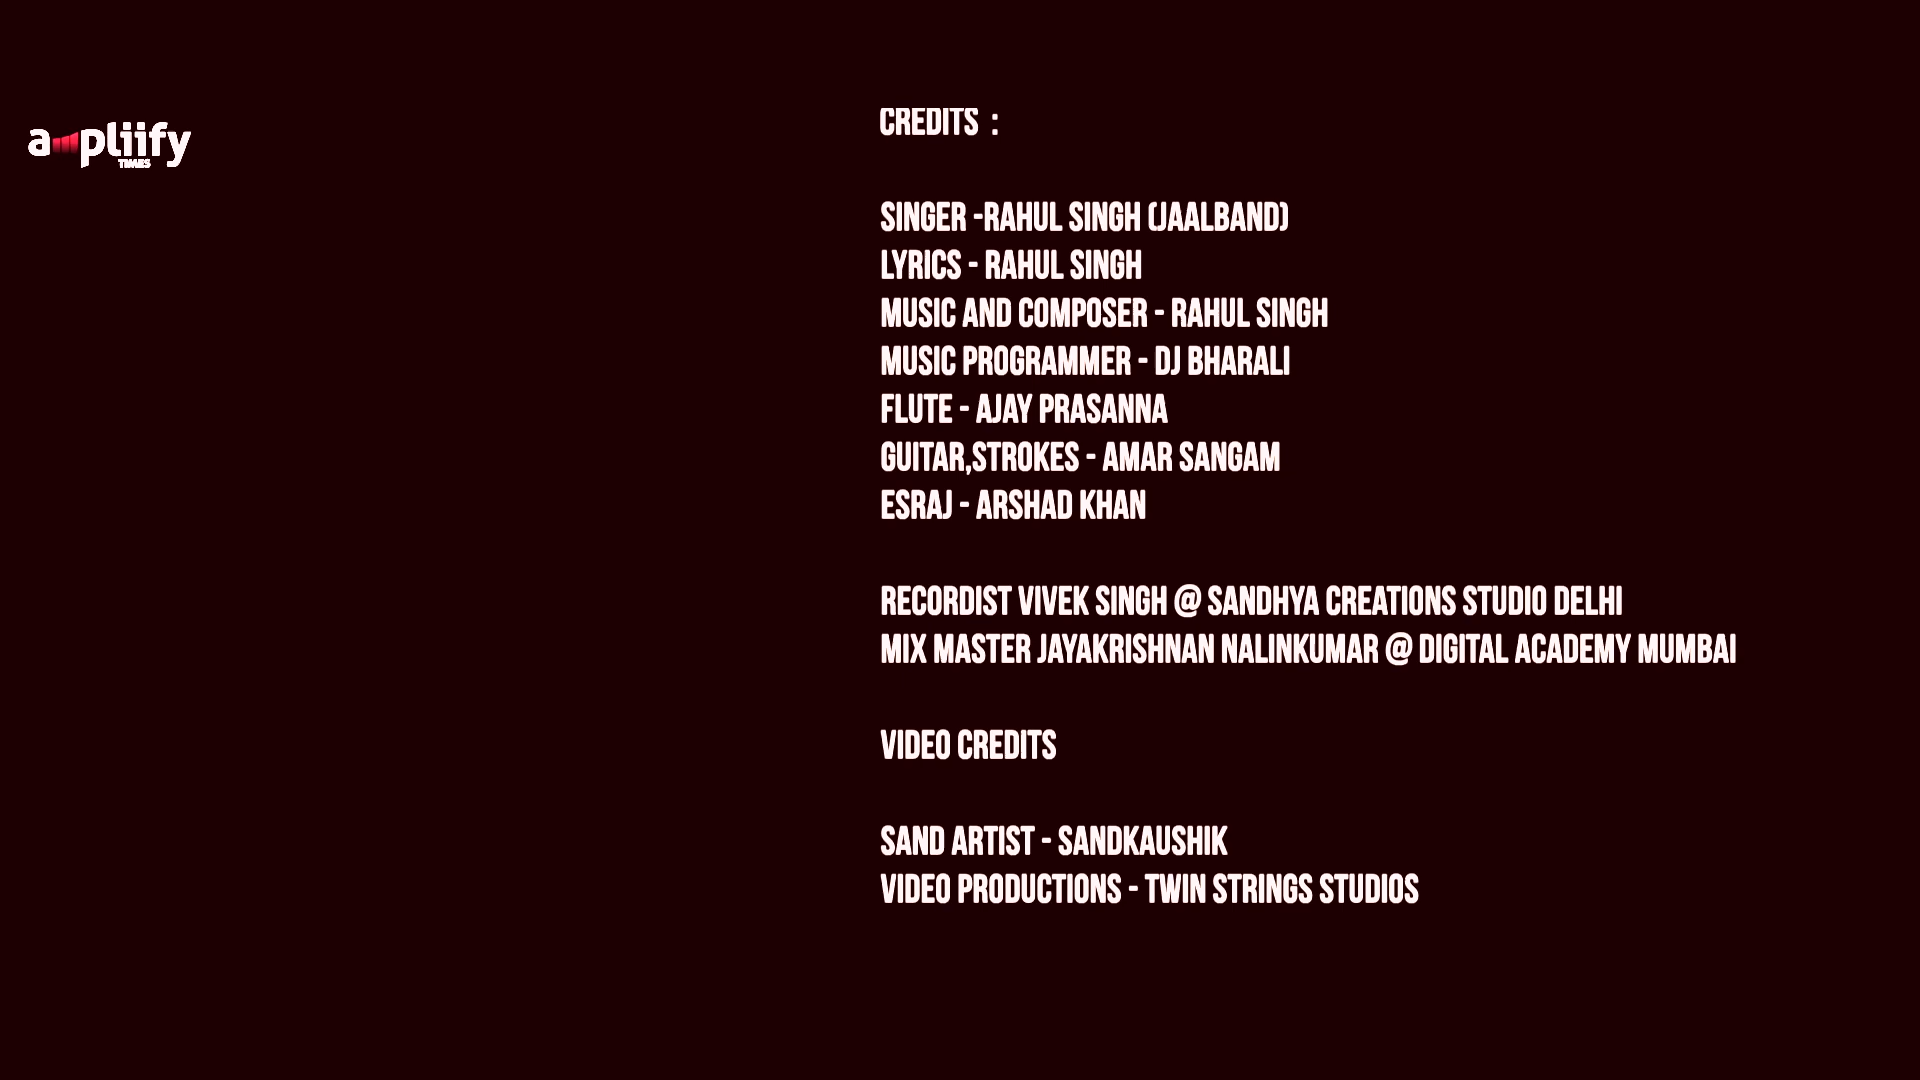 ampliify
TIMES
CREDITS :
SINGER -RAHUL SINGH (JAALBAND)
LYRICS - RAHUL SINGH
MUSIC AND COMPOSER - RAHUL SINGH
MUSIC PROGRAMMER - DJ BHARALI
FLUTE - AJAY PRASANNA
GUITAR,STROKES - AMAR SANGAM
ESRAJ - ARSHAD KHAN
RECORDIST VIVEK SINGH @ SANDHYA CREATIONS STUDIO DELHI
MIX MASTER JAYAKRISHNAN NALINKUMAR @ DIGITAL ACADEMY MUMBAI
VIDEO CREDITS
SAND ARTIST - SANDKAUSHIK
VIDEO PRODUCTIONS - TWIN STRINGS STUDIOS